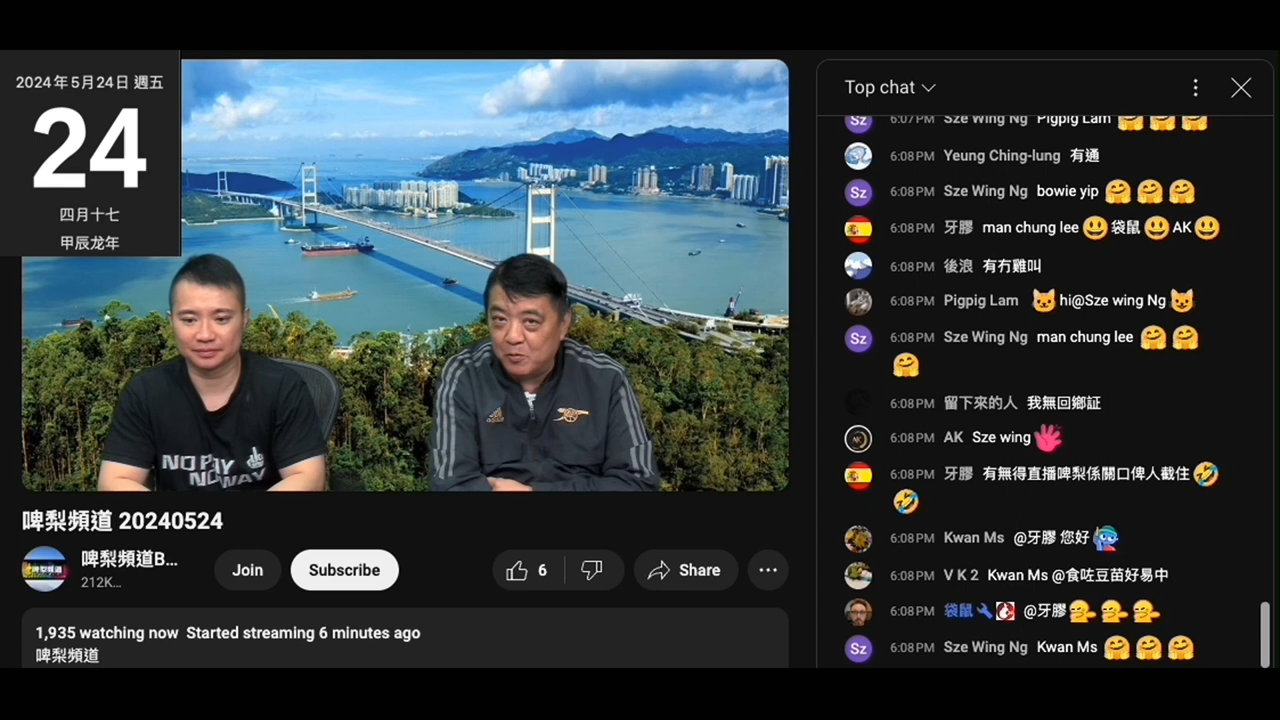 2024年5月24日 週五
24
四月十七
甲辰龙年
NO P Y
NO WAY
啤梨頻道 20240524
啤梨頻道B...
212K...
Join
Subscribe
6
Share
1,935 watching now Started streaming 6 minutes ago
啤梨頻道
Top chat
Sz 6:07PM Sze Wing Ng Pigpig Lam
6:08PM Yeung Ching-lung 有通
Sz 6:08PM Sze Wing Ng bowie yip
6:08PM 牙膠 man chung lee 😃 袋鼠 😃 AK 😃
6:08PM 後浪 有冇雞叫
6:08PM Pigpig Lam hi@Sze wing Ng
Sz 6:08PM Sze Wing Ng man chung lee
6:08PM 留下來的人 我無回鄉証
AK 6:08PM AK Sze wing
6:08PM 牙膠 有無得直播啤梨係關口俾人截住
6:08PM Kwan Ms @牙膠 您好
6:08PM V K 2 Kwan Ms @食咗豆苗好易中
6:08PM 袋鼠 @牙膠
Sz 6:08PM Sze Wing Ng Kwan Ms